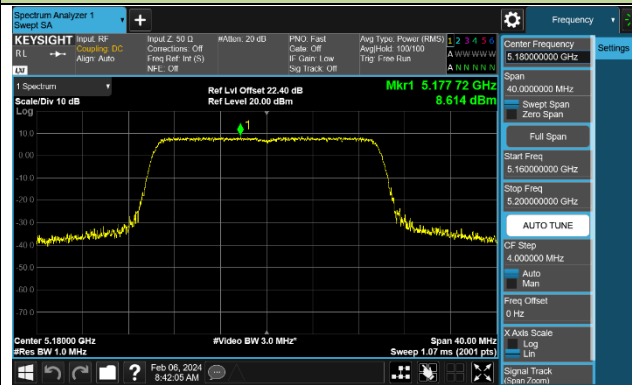 Spectrum Analyzer 1
Swept SA
Frequency
KEYSIGHT
RL
LXI
Input: RF
Coupling: DC
Align: Auto
Input Z: 50 Ω
Corrections: Off
Freq Ref: Int (S)
NFE: Off
#Atten: 20 dB
PNO: Fast
Gate: Off
IF Gain: Low
Sig Track: Off
Avg Type: Power (RMS)
Avg|Hold: 100/100
Trig: Free Run
1 2 3 4 5 6
A W W W W W
A N N N N N
1 Spectrum
Scale/Div 10 dB
Log
Ref Lvl Offset 22.40 dB
Ref Level 20.00 dBm
Mkr1 5.177 72 GHz
8.614 dBm
1
10.0
0.00
-10.0
-20.0
-30.0
-40.0
-50.0
-60.0
-70.0
Center 5.18000 GHz
#Res BW 1.0 MHz
#Video BW 3.0 MHz*
Span 40.00 MHz
Sweep 1.07 ms (2001 pts)
Feb 06, 2024
8:42:05 AM
Settings
Center Frequency
5.180000000 GHz
Span
40.0000000 MHz
Swept Span
Zero Span
Full Span
Start Freq
5.160000000 GHz
Stop Freq
5.200000000 GHz
AUTO TUNE
CF Step
4.000000 MHz
Auto
Man
Freq Offset
0 Hz
X Axis Scale
Log
Lin
Signal Track
(Span Zoom)